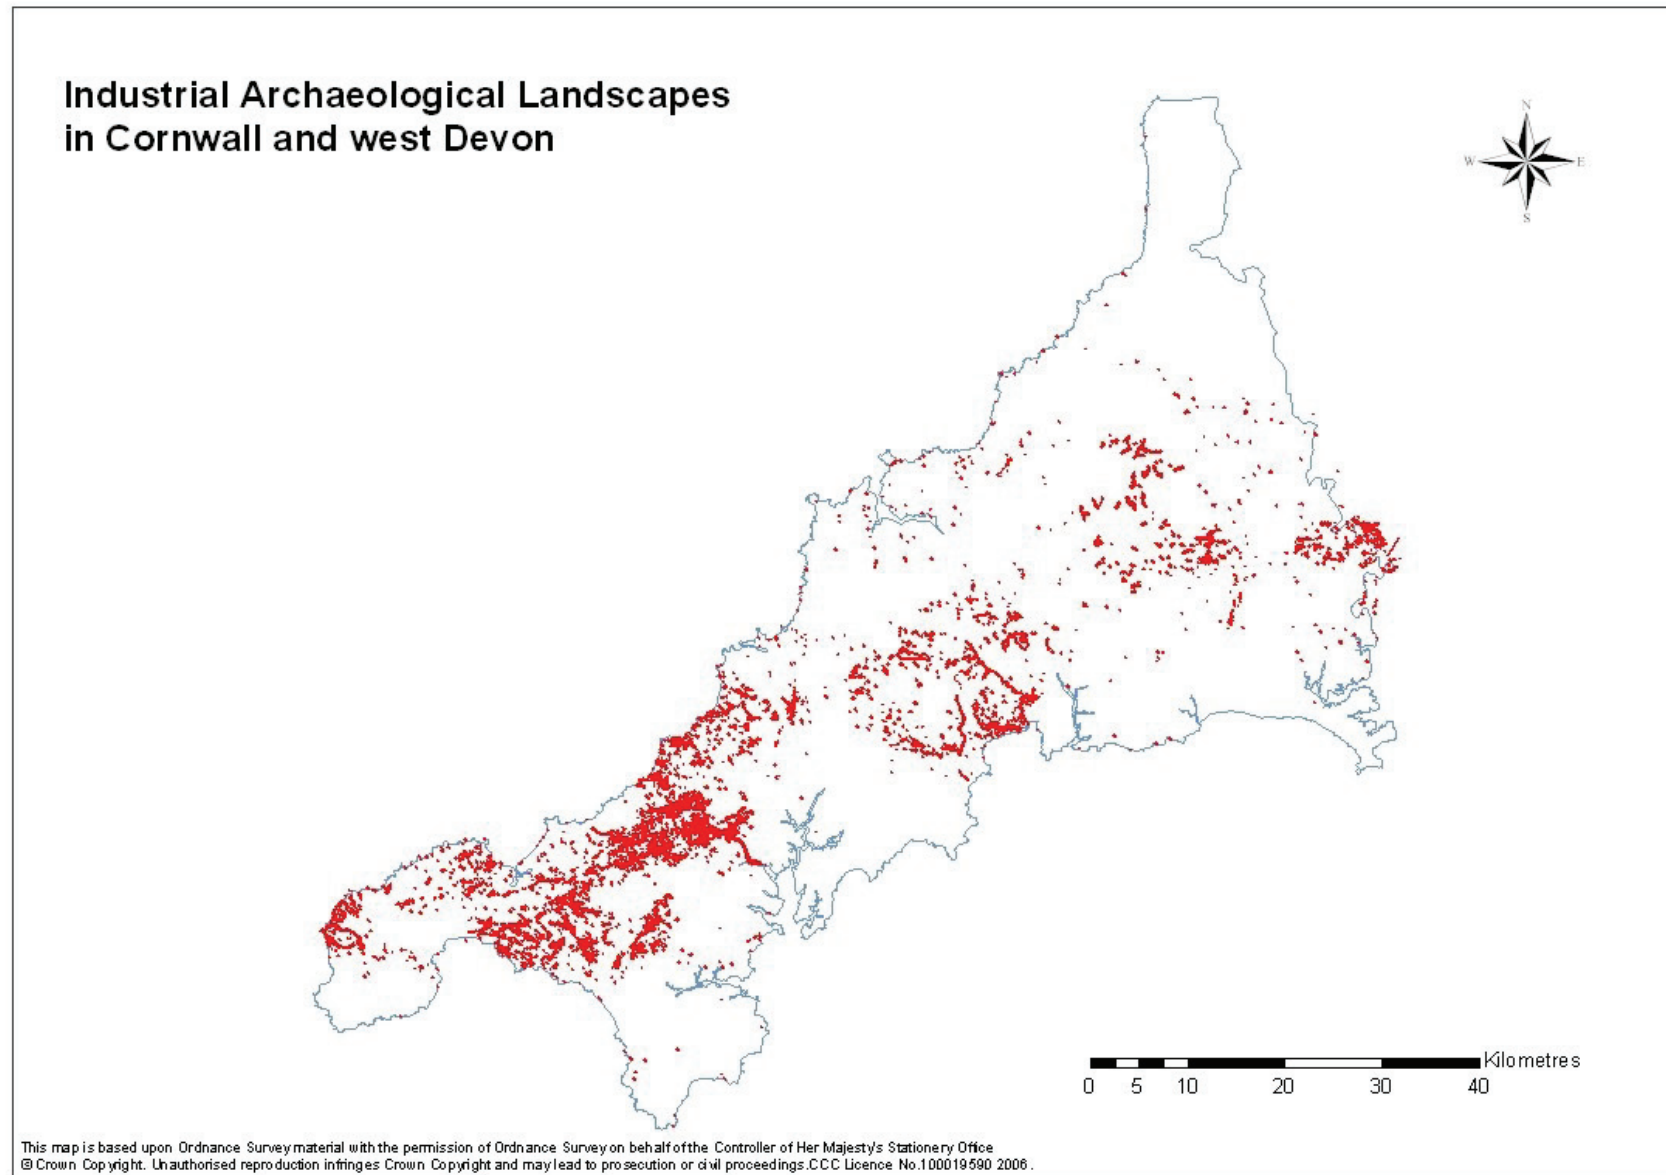 Industrial Archaeological Landscapes
in Cornwall and west Devon
N
W E
S
Kilometres
0 5 10 20 30 40
This map is based upon Ordnance Survey material with the permission of Ordnance Survey on behalf of the Controller of Her Majesty's Stationery Office
© Crown Copyright. Unauthorised reproduction infringes Crown Copyright and may lead to prosecution or civil proceedings.CCC Licence No.100019590 2006.